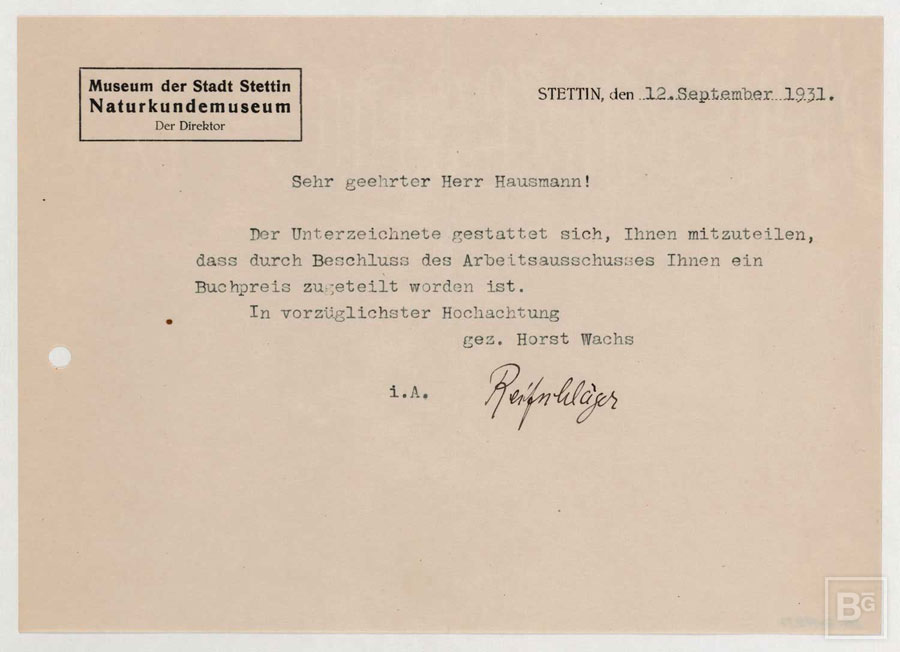 Museum der Stadt Stettin
Naturkundemuseum
Der Direktor
STETTIN, den 12.September 1931.
Sehr geehrter Herr Hausmann!
Der Unterzeichnete gestattet sich, Ihnen mitzuteilen,
dass durch Beschluss des Arbeitsausschusses Ihnen ein
Buchpreis zugeteilt worden ist.
In vorzüglichster Hochachtung
gez. Horst Wachs
i.A. Reifschläger
BG